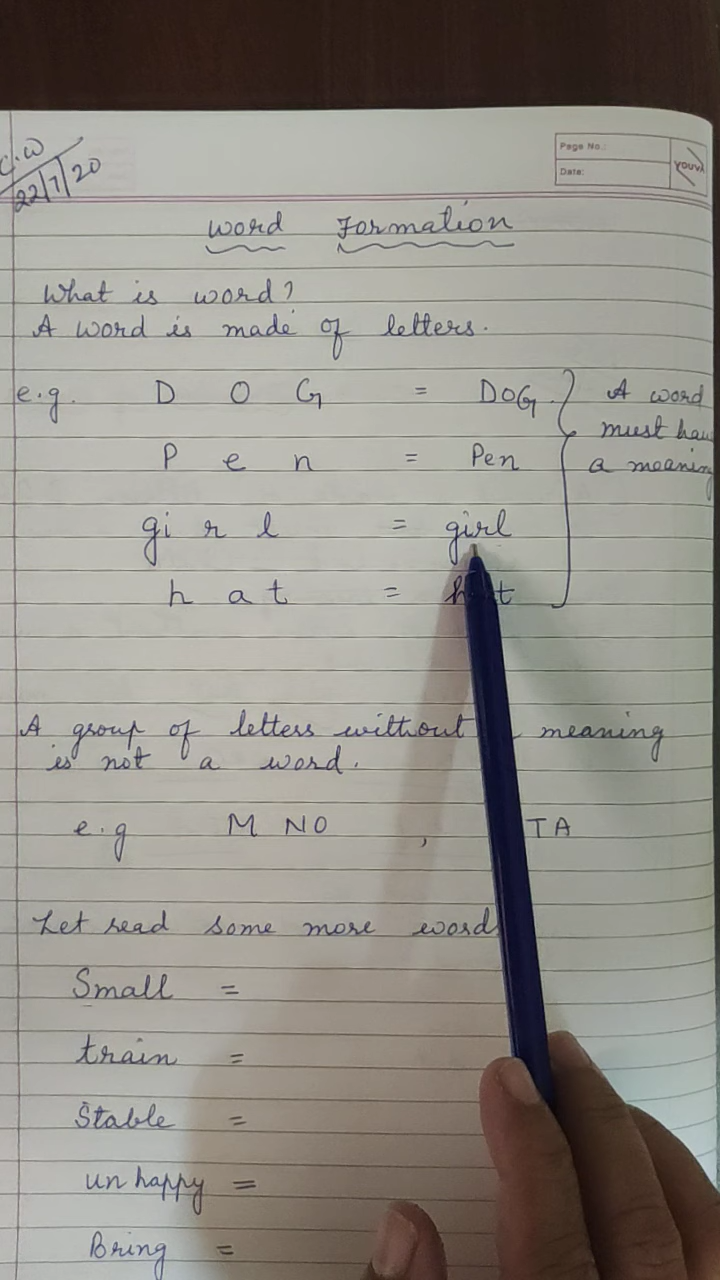 C.W
22/7/20
Page No.:
Date:
YOUVA
Word Formation
What is word?
A word is made of letters.
e.g. D O G = DOG.
P e n = Pen
gi r l = girl
h a t = h t
A word
must hav
a meaning
A group of letters without meaning
is not a word.
e.g M NO , TA
Let read some more word
Small =
train =
Stable =
un happy =
Bring =